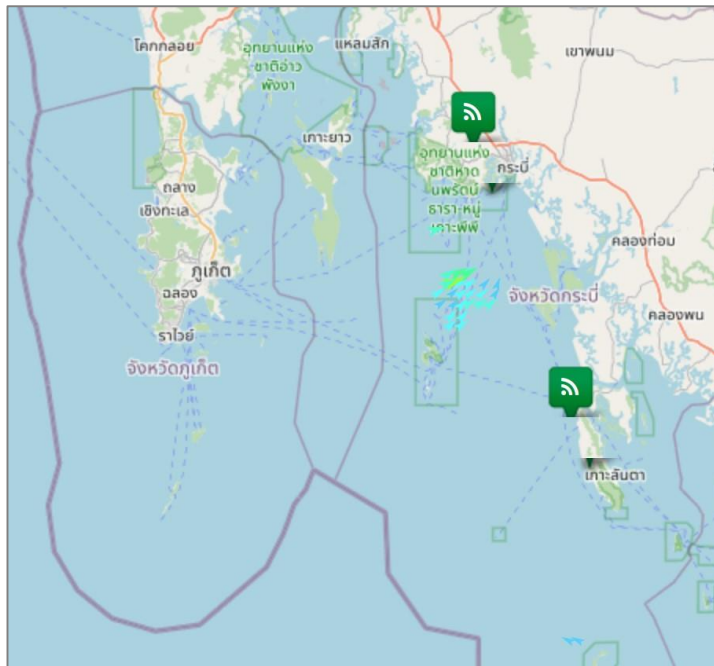 โคกกลอย
อุทยานแห่ง
ชาติอ่าว
พังงา
แหลมสัก
เขาพนม
เกาะยาว
อุทยานแห่ง
ชาติหาด
นพรัตน์
ธารา-หมู่
เกาะพีพี
กระบี่
ถลาง
เชิงทะเล
คลองท่อม
ภูเก็ต
ฉลอง
จังหวัดกระบี่
คลองพน
ราไวย์
จังหวัดภูเก็ต
เกาะลันตา